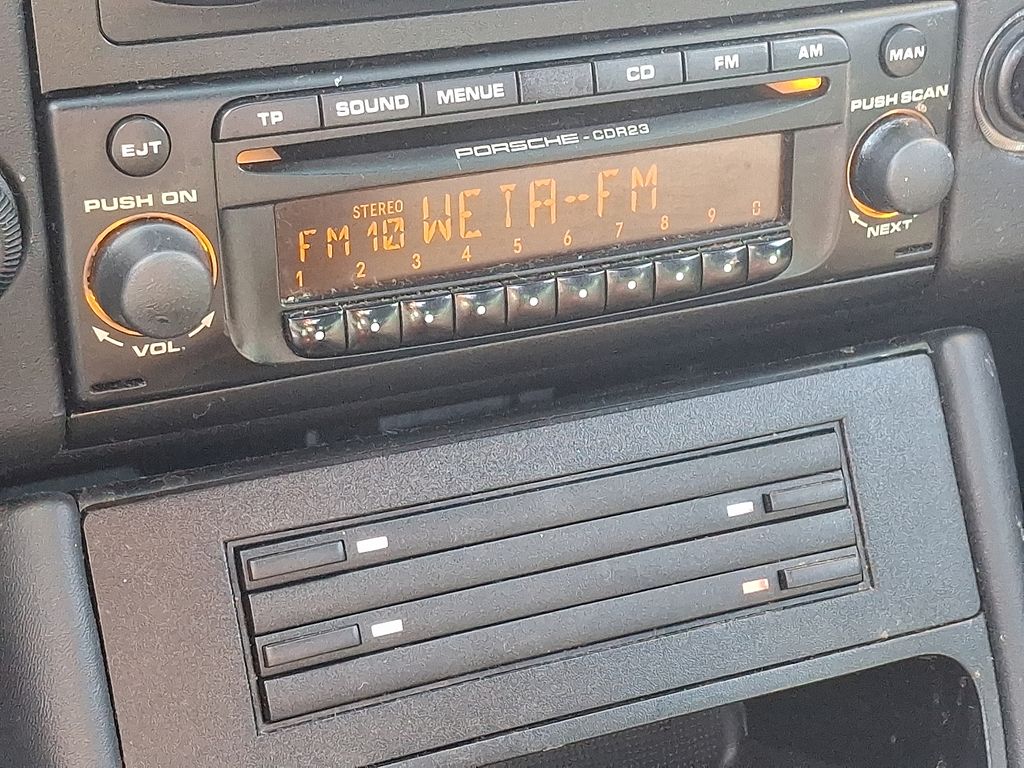 TP SOUND MENUE CD FM AM MAN
EJT
PORSCHE-CDR23
PUSH SCAN
PUSH ON
STEREO
FM 10 WETA--FM
NEXT
1 2 3 4 5 6 7 8 9 0
VOL.